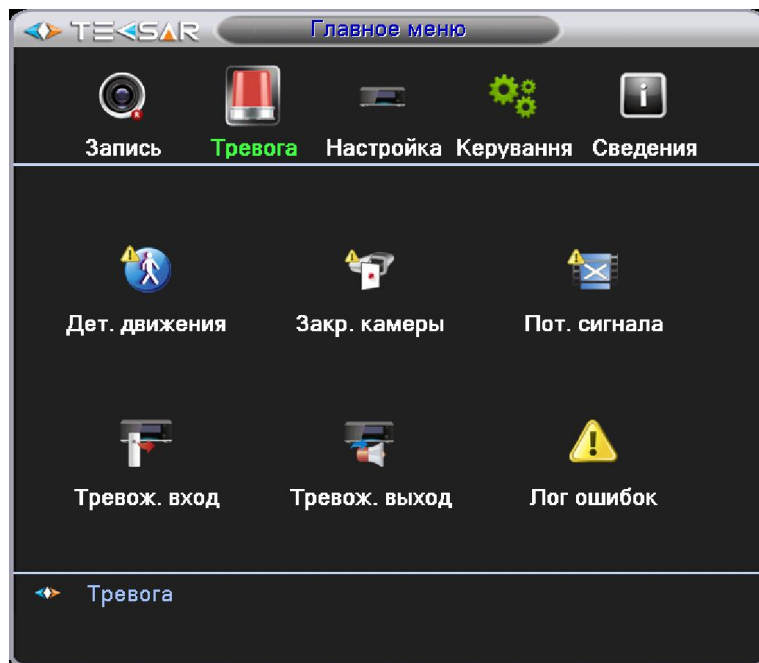 TECSAR Главное меню
Запись Тревога Настройка Керування Сведения
Дет. движения Закр. камеры Пот. сигнала
Тревож. вход Тревож. выход Лог ошибок
Тревога